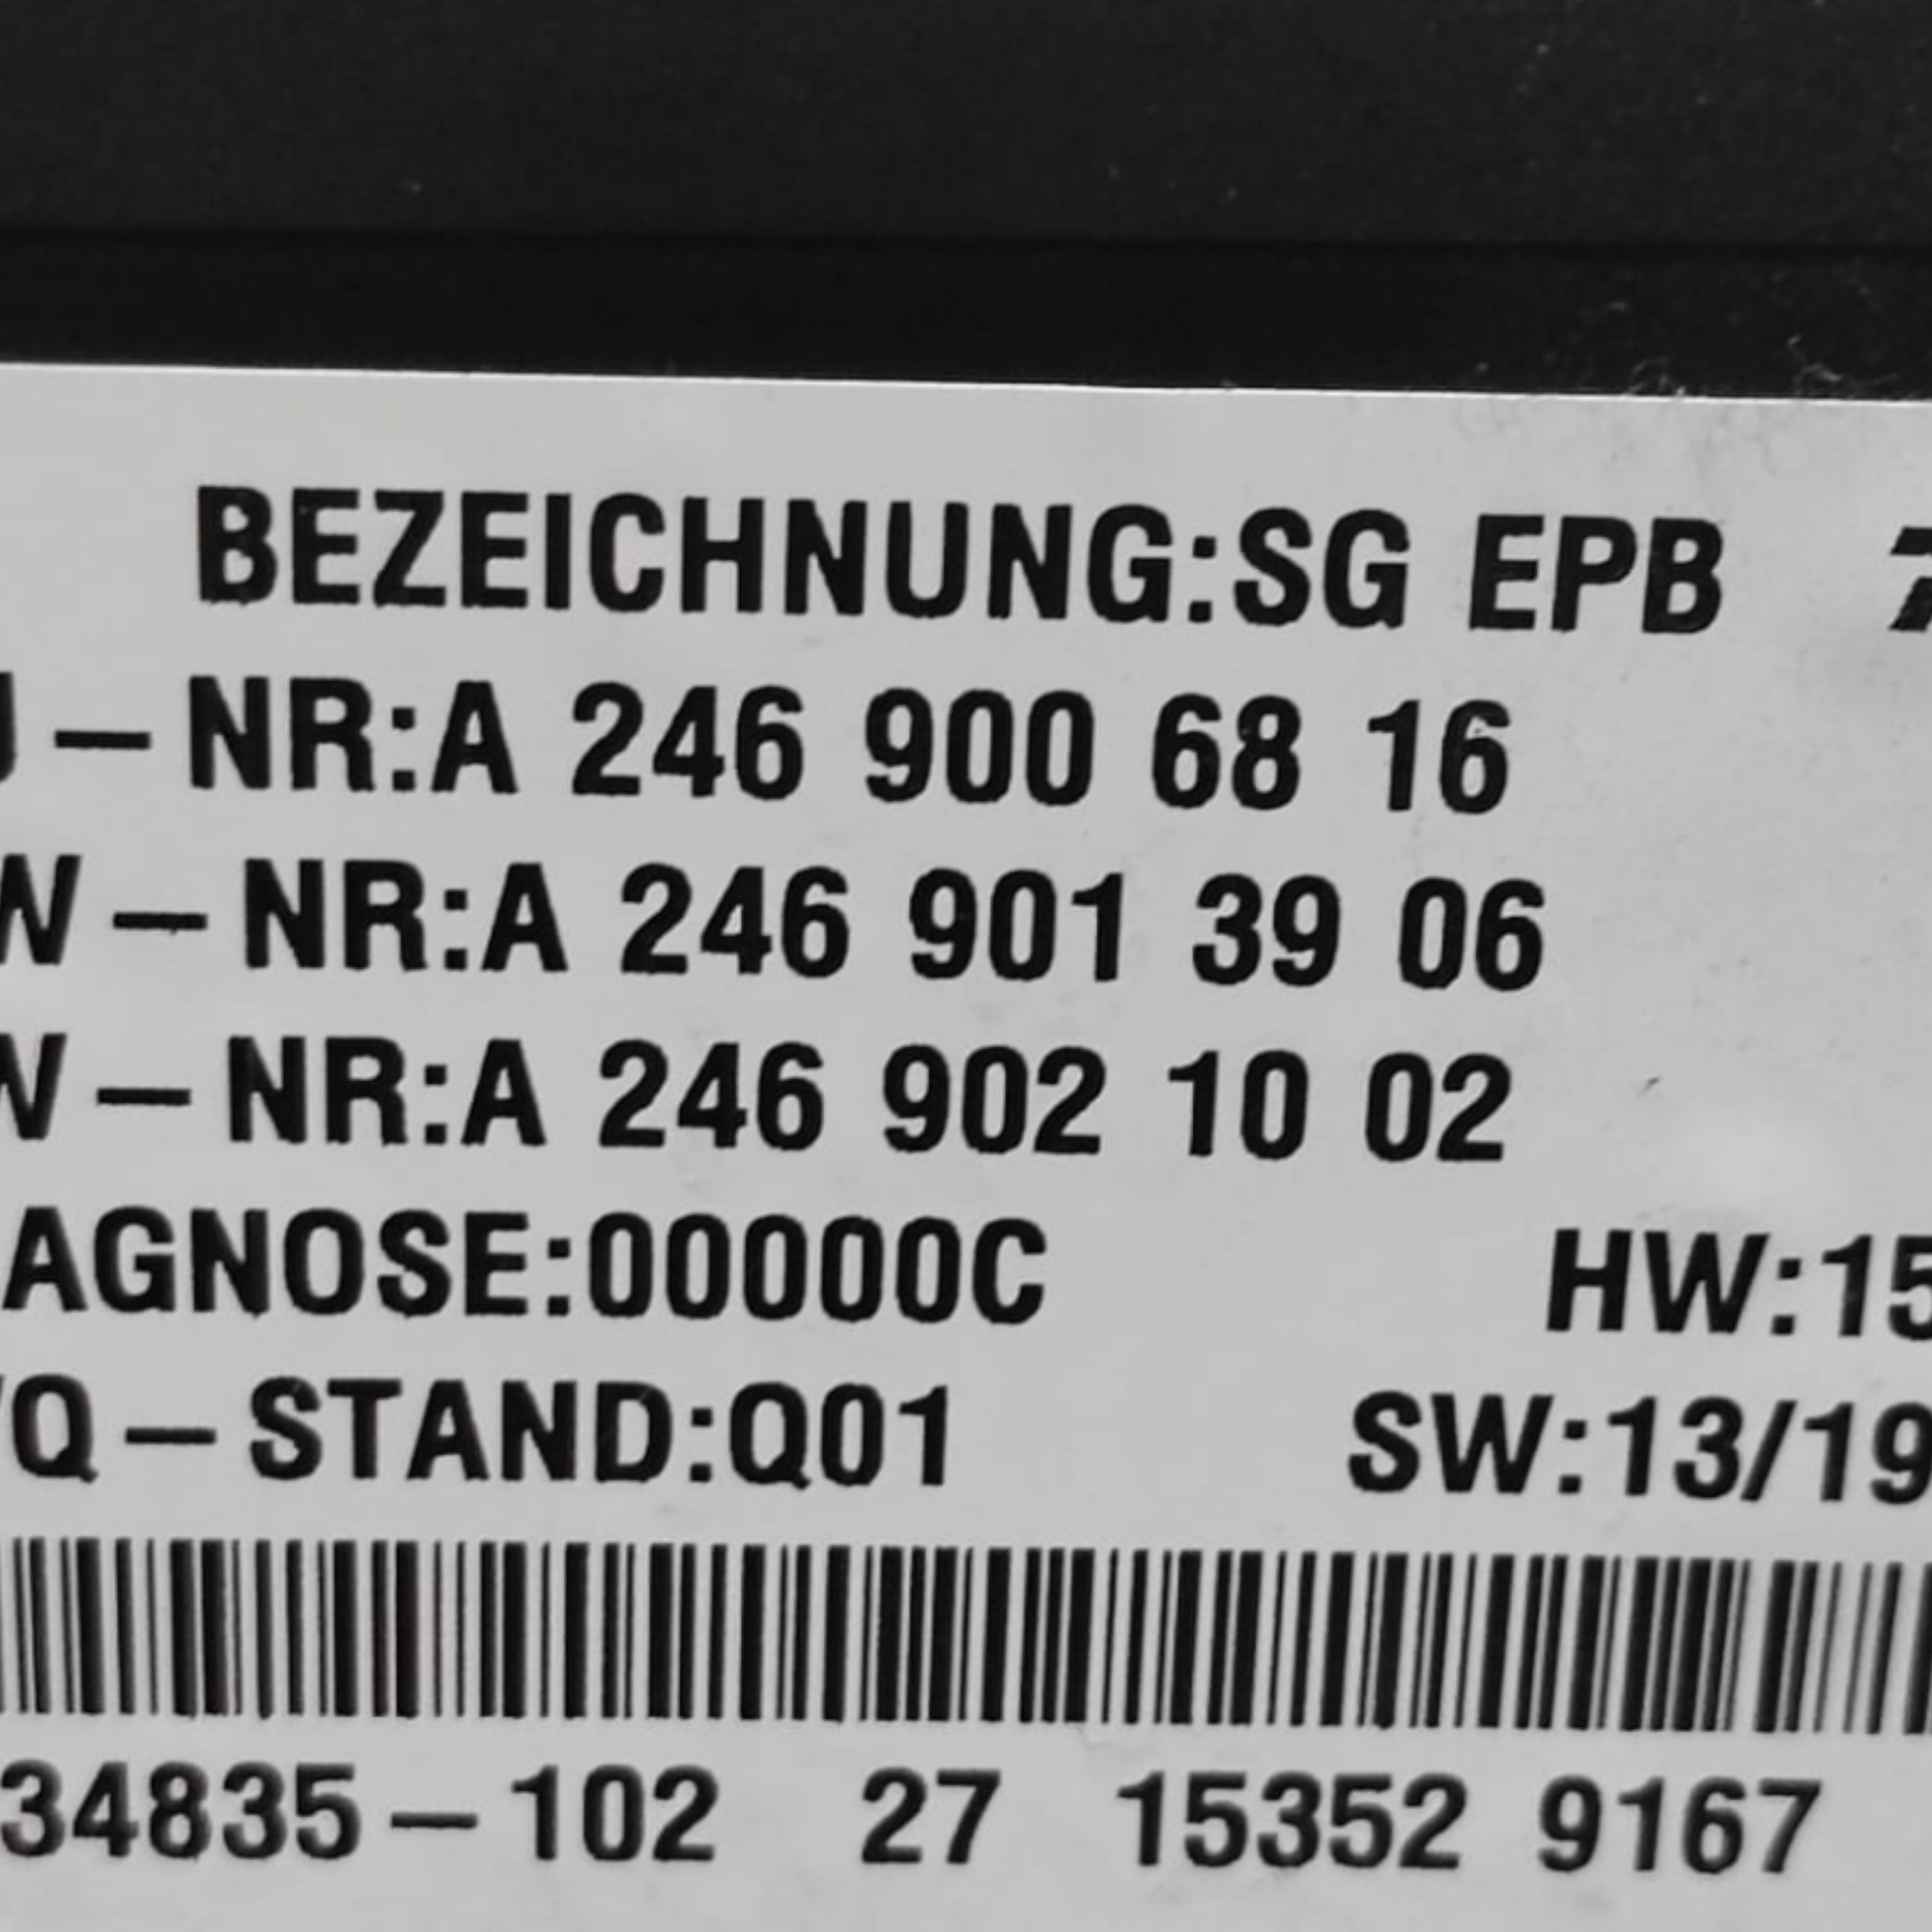 BEZEICHNUNG:SG EPB
– NR:A 246 900 68 16
W – NR:A 246 901 39 06
W – NR:A 246 902 10 02
AGNOSE:00000C HW:15
Q – STAND:Q01 SW:13/19
34835 – 102 27 15352 9167